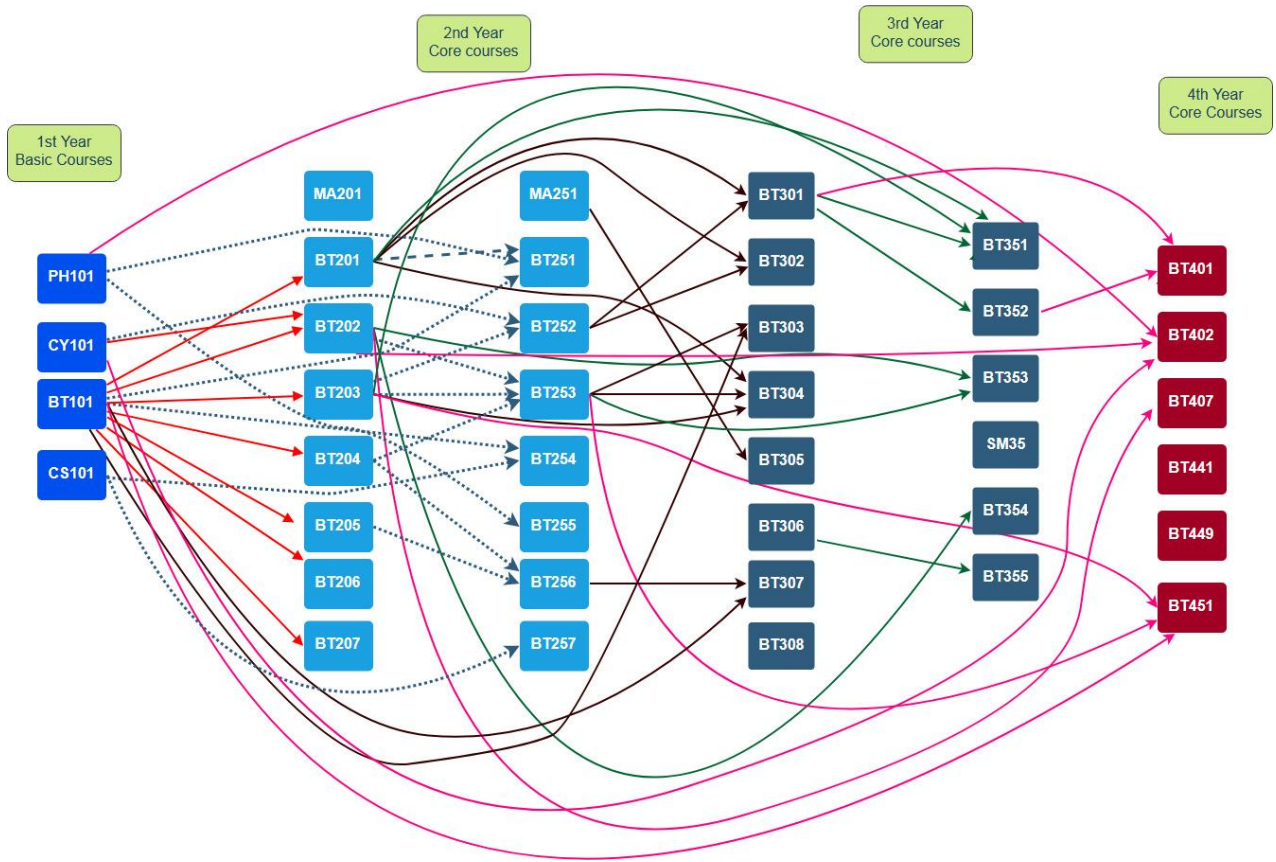 2nd Year
Core courses
3rd Year
Core courses
4th Year
Core Courses
1st Year
Basic Courses
PH101
CY101
BT101
CS101
MA201
BT201
BT202
BT203
BT204
BT205
BT206
BT207
MA251
BT251
BT252
BT253
BT254
BT255
BT256
BT257
BT301
BT302
BT303
BT304
BT305
BT306
BT307
BT308
BT351
BT352
BT353
SM35
BT354
BT355
BT401
BT402
BT407
BT441
BT449
BT451